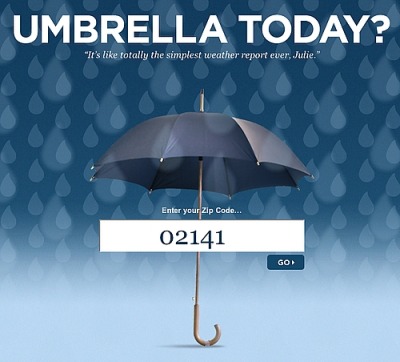 UMBRELLA TODAY?
“It’s like totally the simplest weather report ever, Julie.”
Enter your Zip Code...
02141
GO